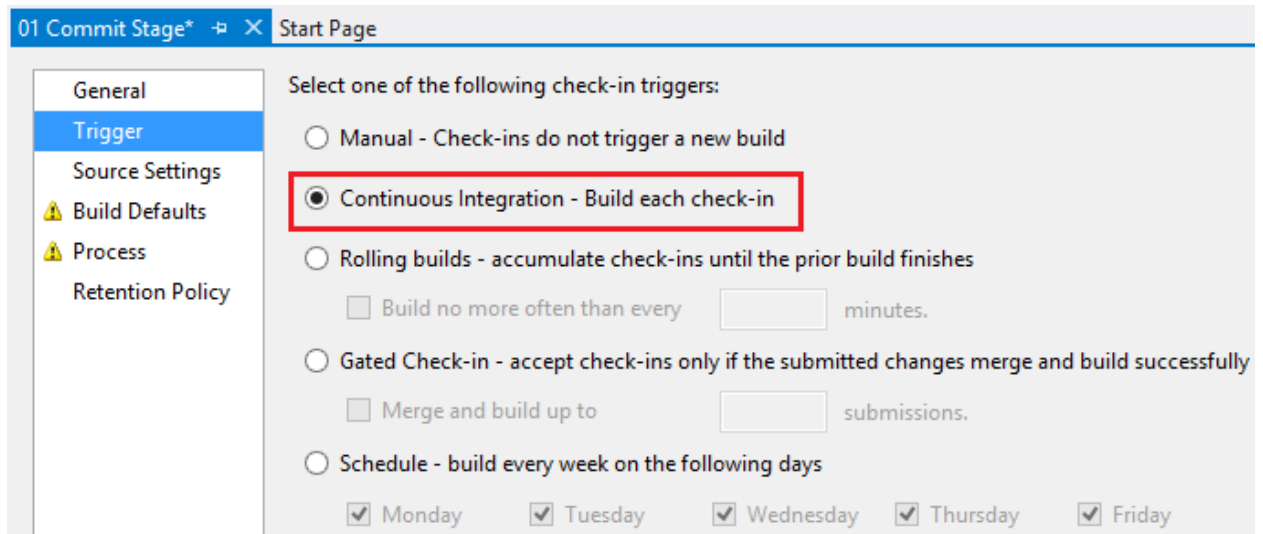 01 Commit Stage* Start Page
General
Trigger
Source Settings
Build Defaults
Process
Retention Policy
Select one of the following check-in triggers:
Manual - Check-ins do not trigger a new build
Continuous Integration - Build each check-in
Rolling builds - accumulate check-ins until the prior build finishes
Build no more often than every minutes.
Gated Check-in - accept check-ins only if the submitted changes merge and build successfully
Merge and build up to submissions.
Schedule - build every week on the following days
Monday Tuesday Wednesday Thursday Friday